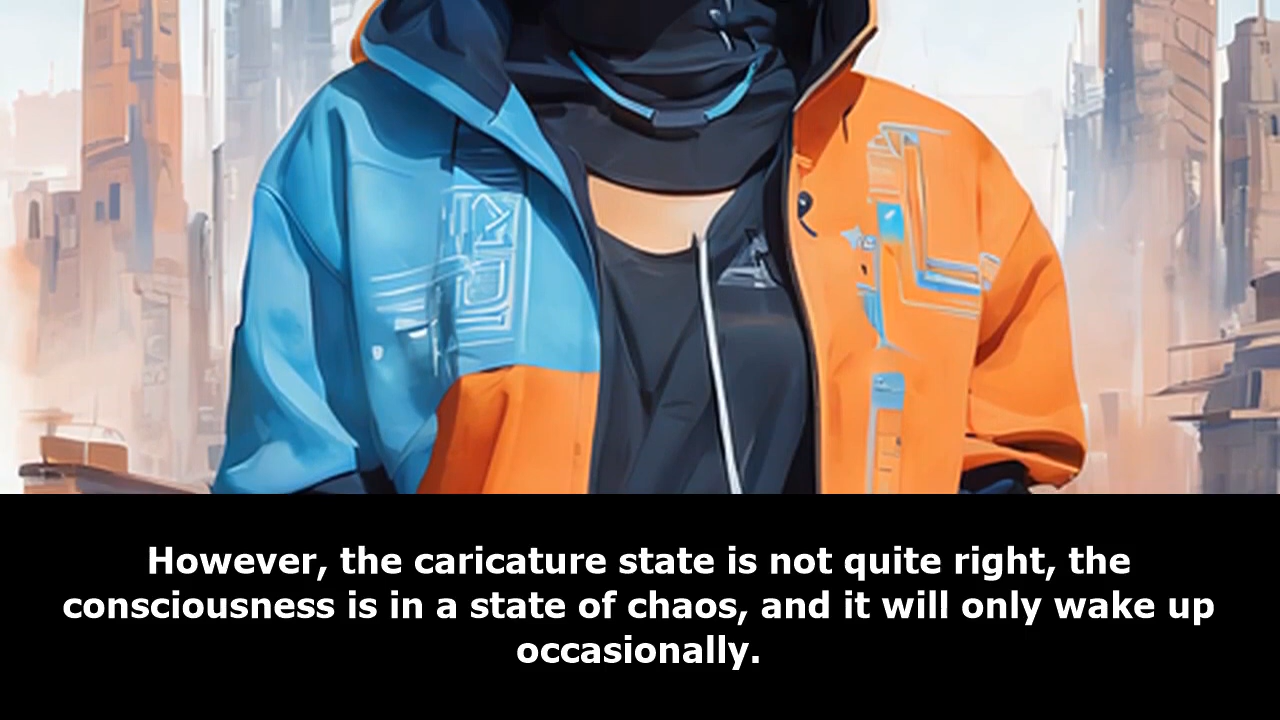 However, the caricature state is not quite right, the
consciousness is in a state of chaos, and it will only wake up
occasionally.